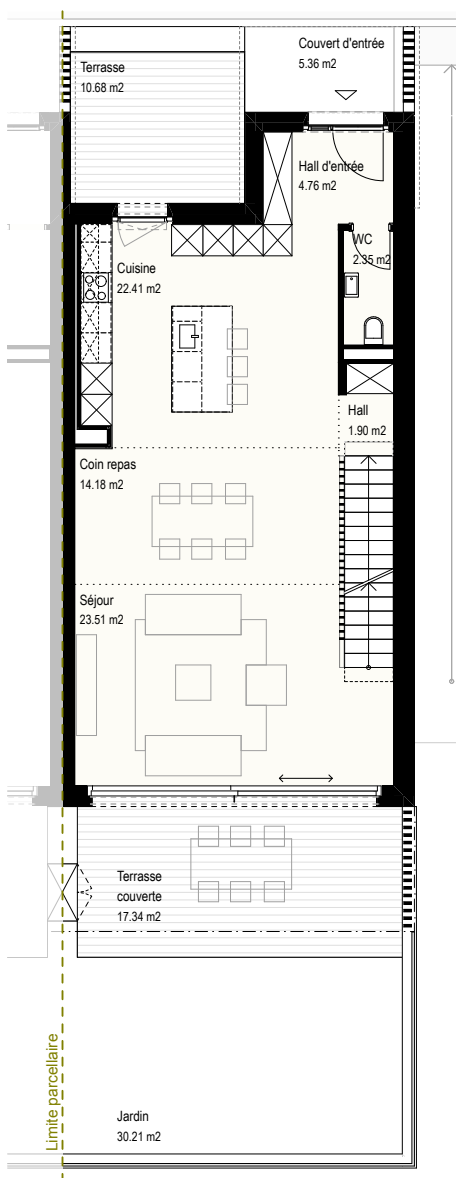 Couvert d'entrée
5.36 m2
Terrasse
10.68 m2
Hall d'entrée
4.76 m2
WC
2.35 m2
Cuisine
22.41 m2
Hall
1.90 m2
Coin repas
14.18 m2
Séjour
23.51 m2
Terrasse
couverte
17.34 m2
Limite parcellaire
Jardin
30.21 m2